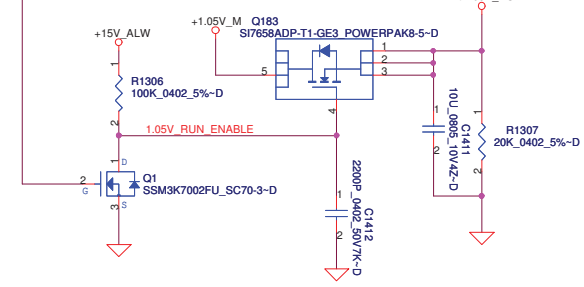 +1.05V_M
Q183
SI7658ADP-T1-GE3_POWERPAK8-5~D
+15V_ALW
1
2
3
5
4
1
R1306
100K_0402_5%~D
2
1.05V_RUN_ENABLE
1
10U_0805_10V4Z~D
C1411
2
1
R1307
20K_0402_5%~D
2
1
D
2
G
Q1
SSM3K7002FU_SC70-3~D
3
S
1
2200P_0402_50V7K~D
C1412
2